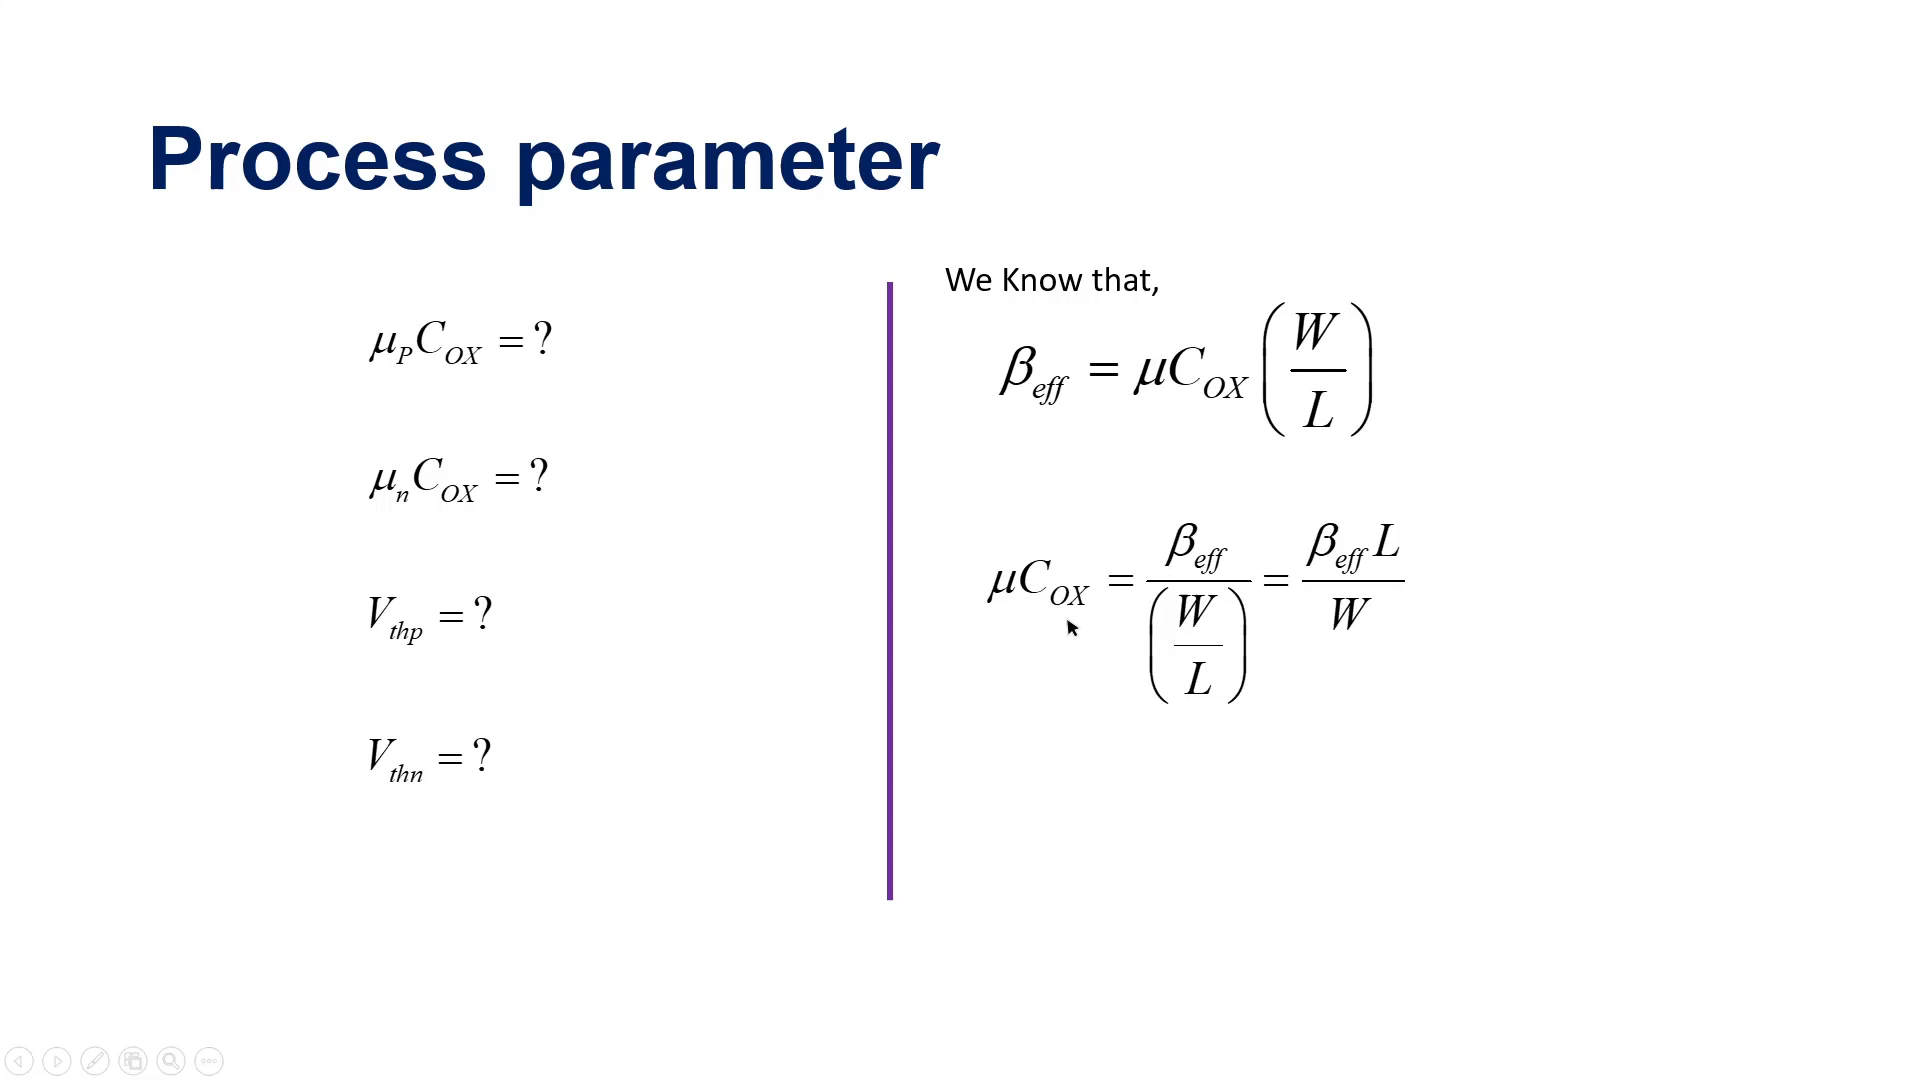 Process parameter
μ_P C_OX = ?
μ_n C_OX = ?
V_thp = ?
V_thn = ?
We Know that,
β_eff = μC_OX (W/L)
μC_OX = β_eff / (W/L) = β_eff L / W